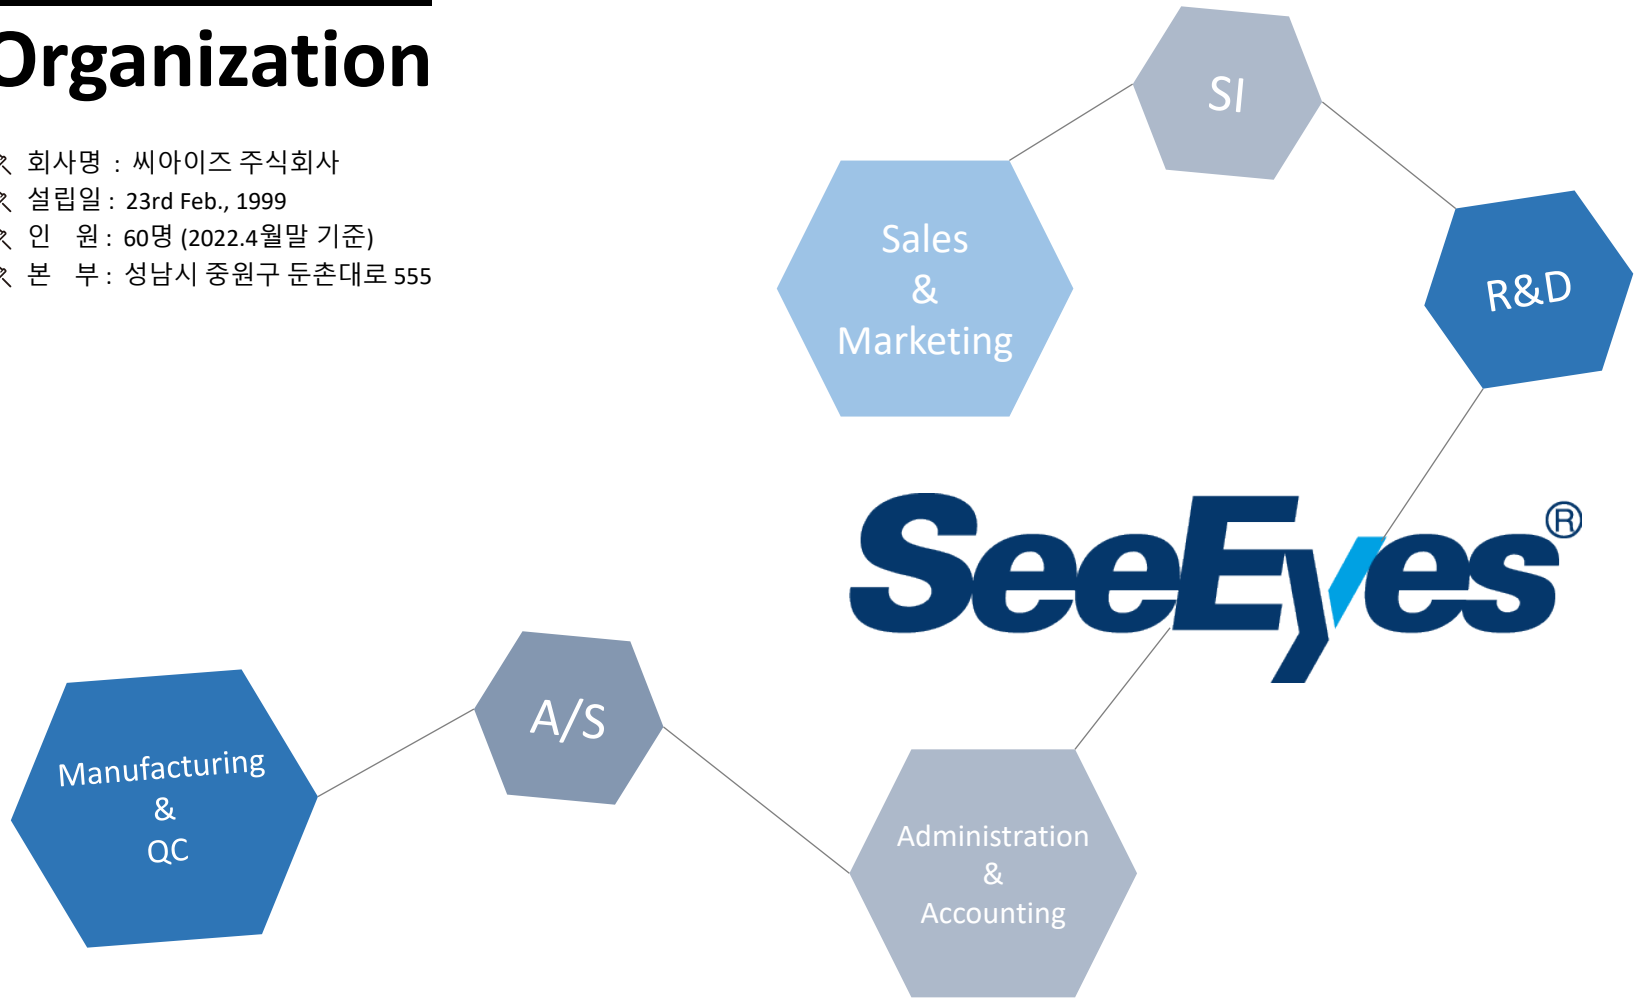 Organization
회사명 : 씨아이즈 주식회사
설립일 : 23rd Feb., 1999
인 원 : 60명 (2022.4월말 기준)
본 부 : 성남시 중원구 둔촌대로 555
SI
Sales
&
Marketing
R&D
SeeEyes®
A/S
Manufacturing
&
QC
Administration
&
Accounting